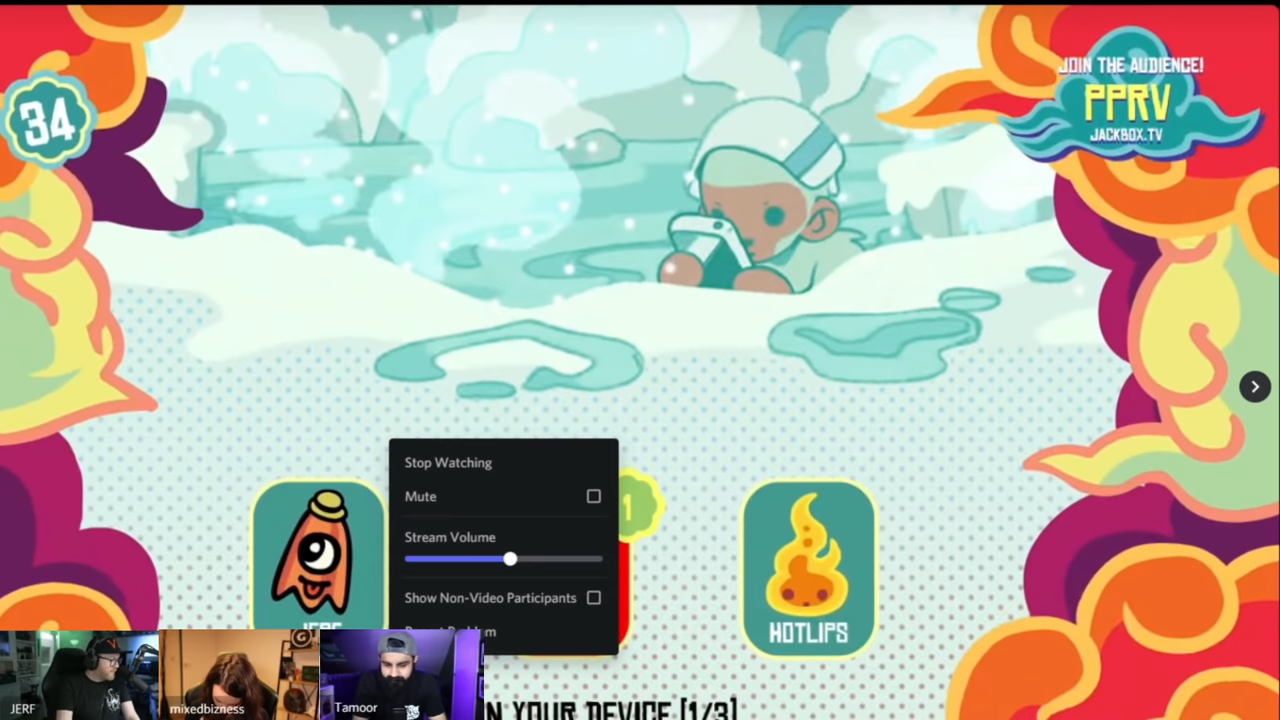 34
JOIN THE AUDIENCE!
PPRV
JACKBOX.TV
Stop Watching
Mute
1
Stream Volume
Show Non-Video Participants
HOTLIPS
JERF
mixedbizness
Tamoor
N YOUR DEVICE [1/3]